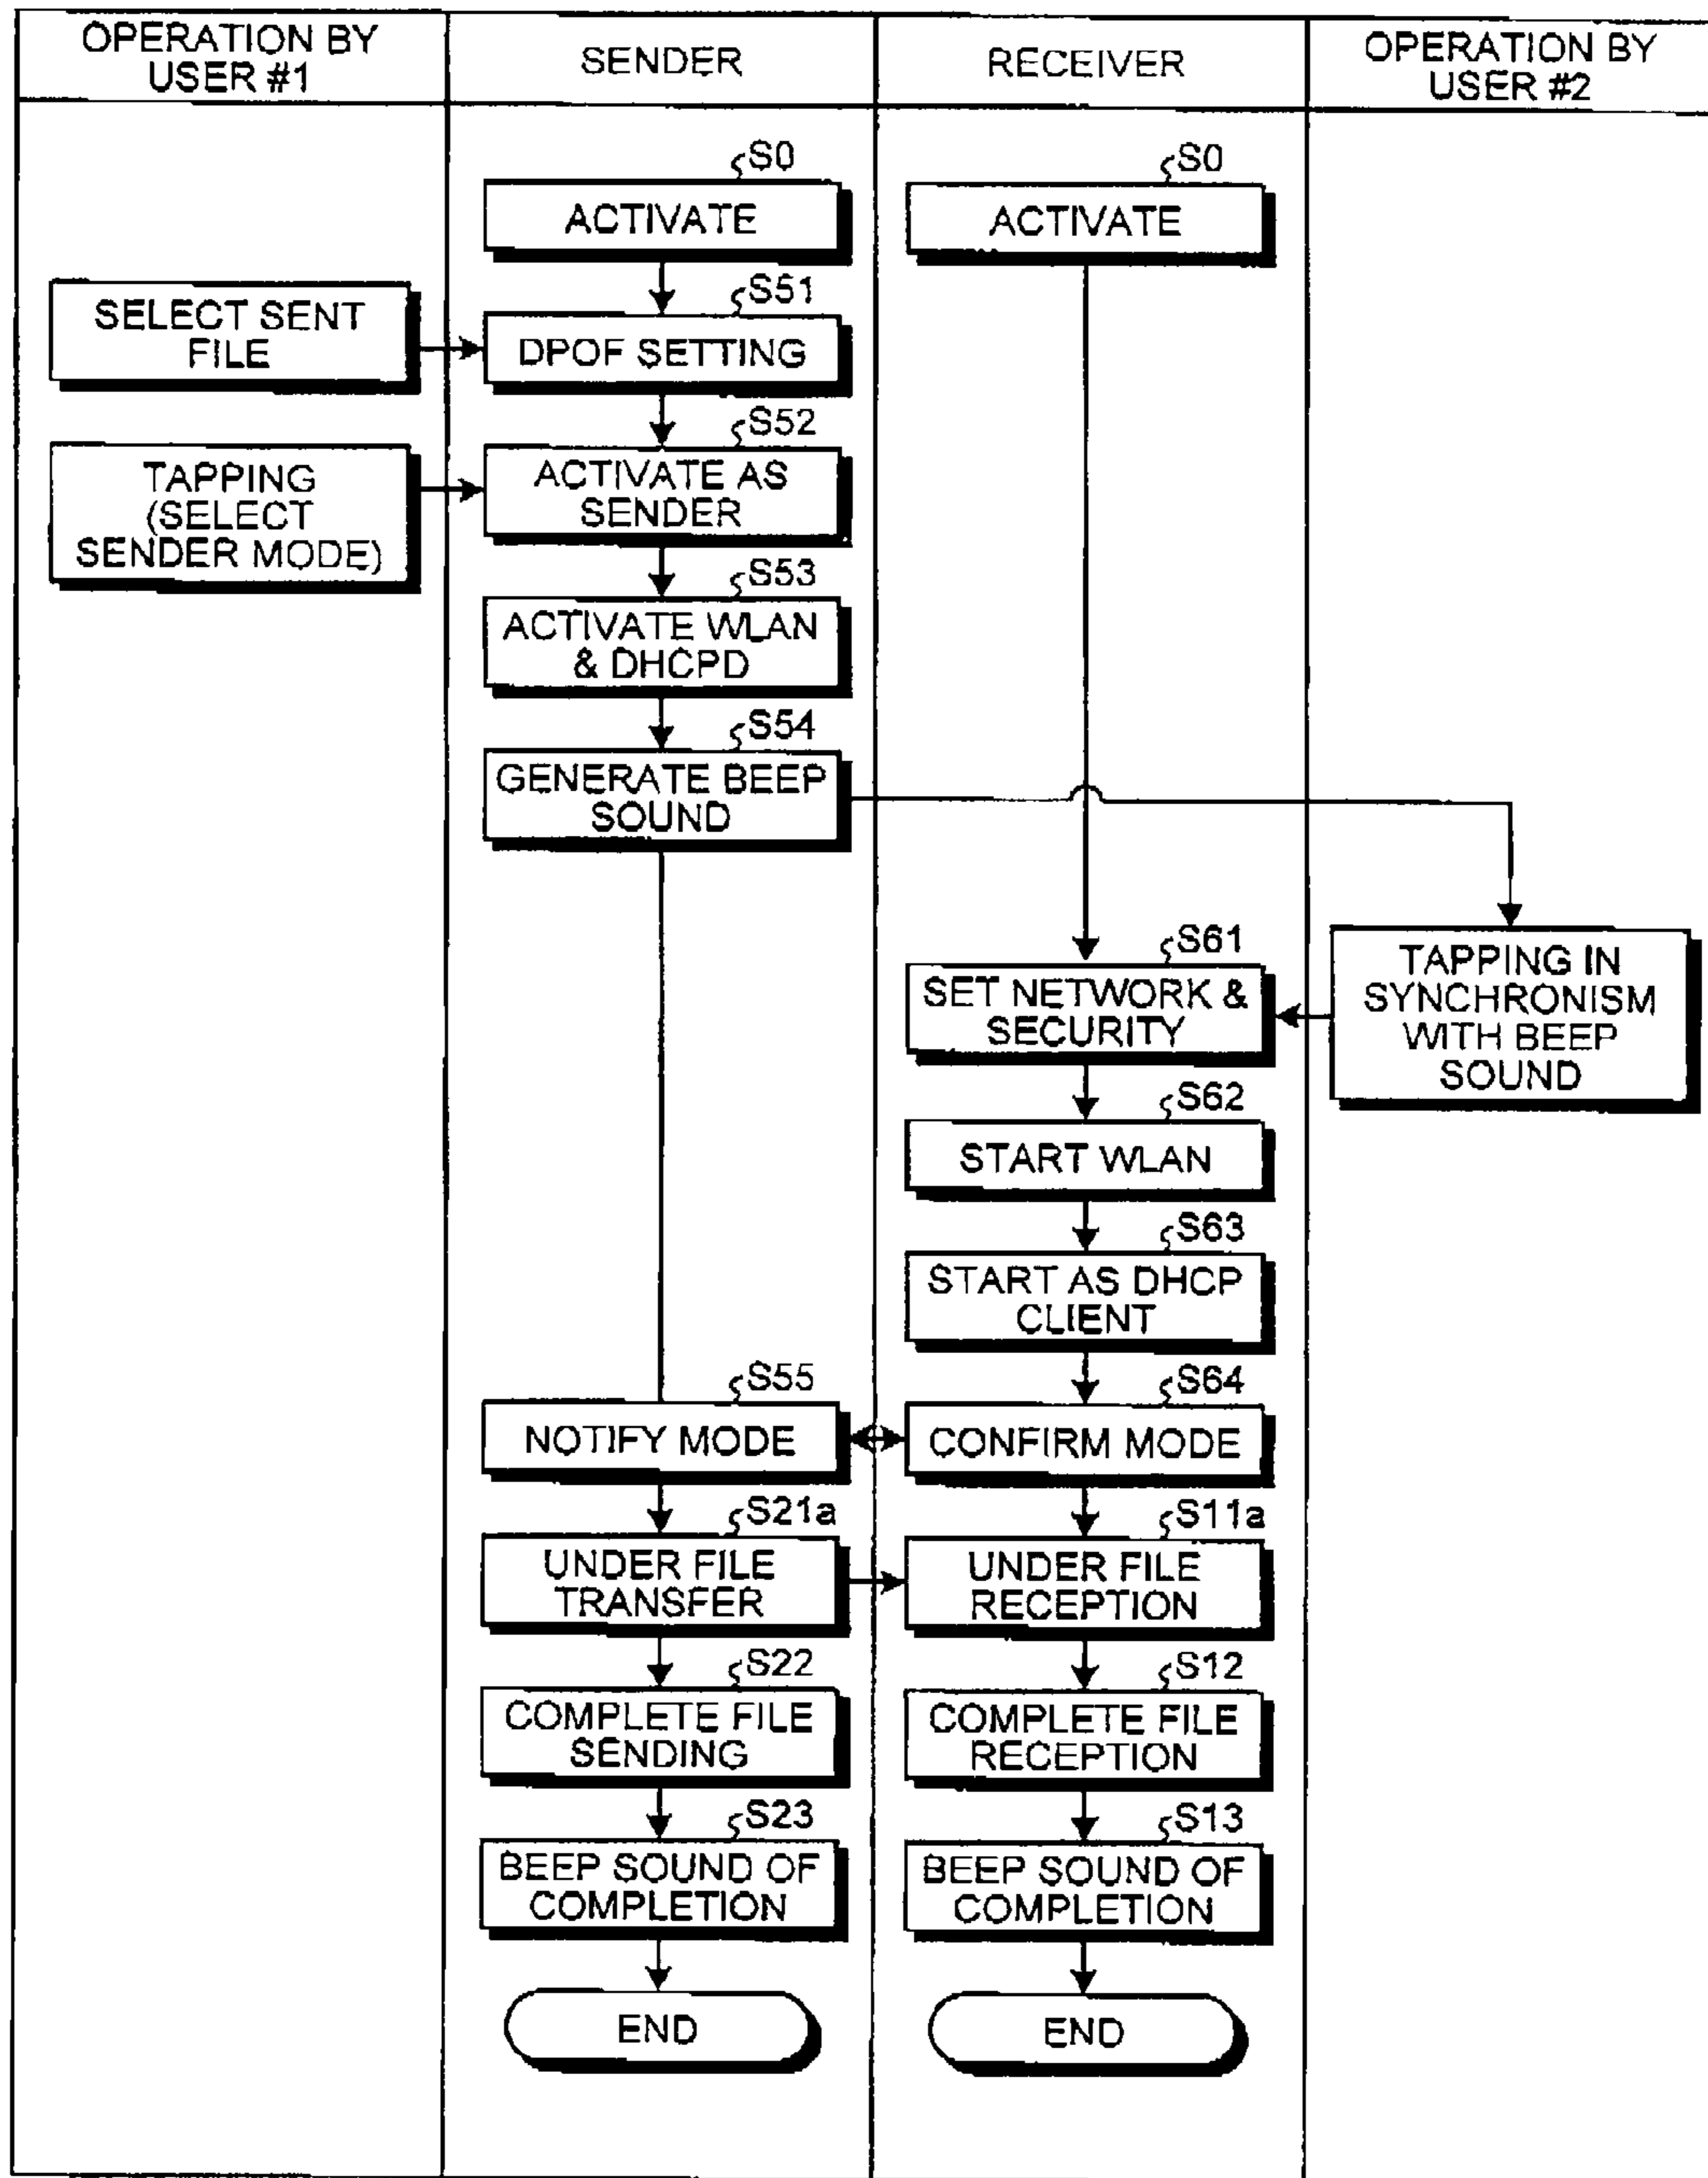 OPERATION BY
USER #1
SENDER
RECEIVER
OPERATION BY
USER #2
S0
ACTIVATE
S0
ACTIVATE
SELECT SENT
FILE
S51
DPOF SETTING
TAPPING
(SELECT
SENDER MODE)
S52
ACTIVATE AS
SENDER
S53
ACTIVATE WLAN
& DHCPD
S54
GENERATE BEEP
SOUND
TAPPING IN
SYNCHRONISM
WITH BEEP
SOUND
S61
SET NETWORK &
SECURITY
S62
START WLAN
S63
START AS DHCP
CLIENT
S55
NOTIFY MODE
S64
CONFIRM MODE
S21a
UNDER FILE
TRANSFER
S11a
UNDER FILE
RECEPTION
S22
COMPLETE FILE
SENDING
S12
COMPLETE FILE
RECEPTION
S23
BEEP SOUND OF
COMPLETION
S13
BEEP SOUND OF
COMPLETION
END
END